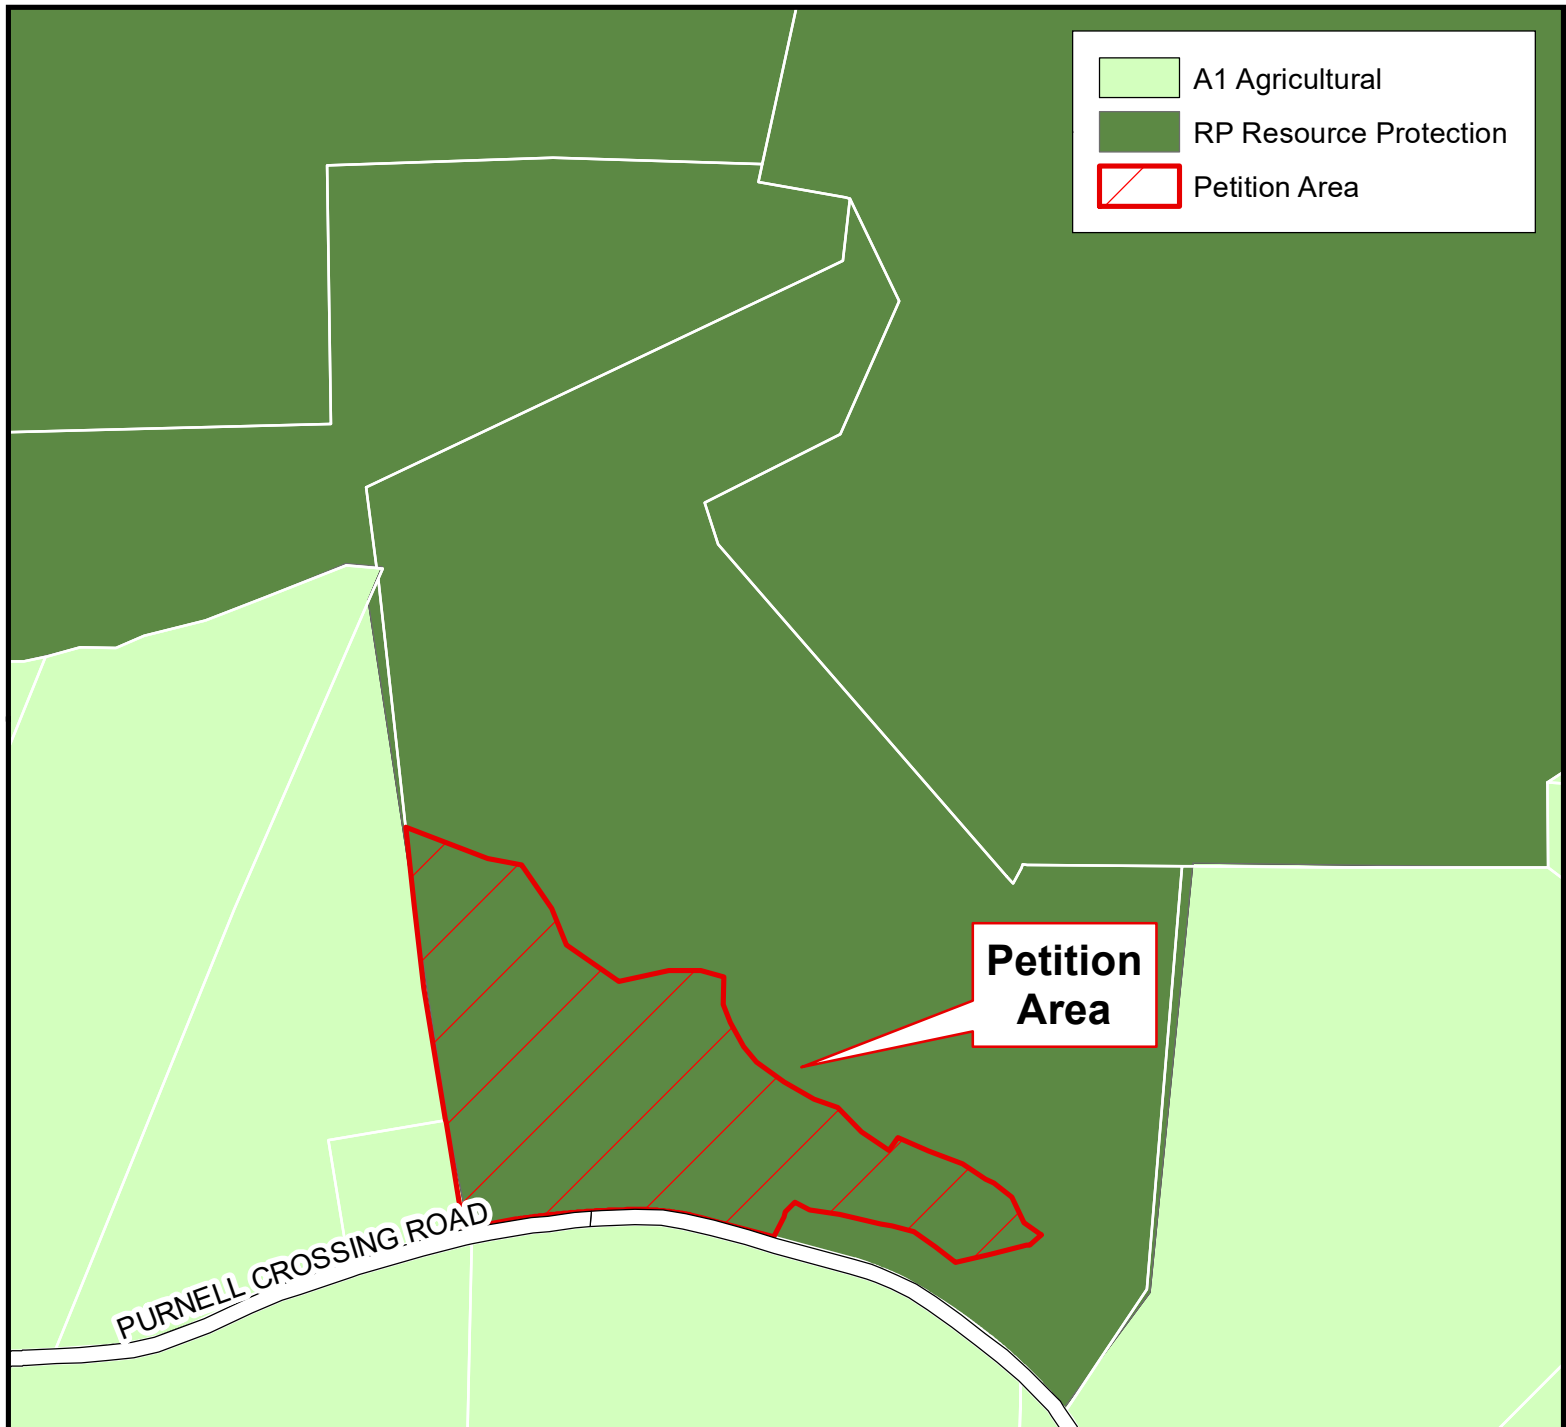 A1 Agricultural
RP Resource Protection
Petition Area
Petition
Area
PURNELL CROSSING ROAD